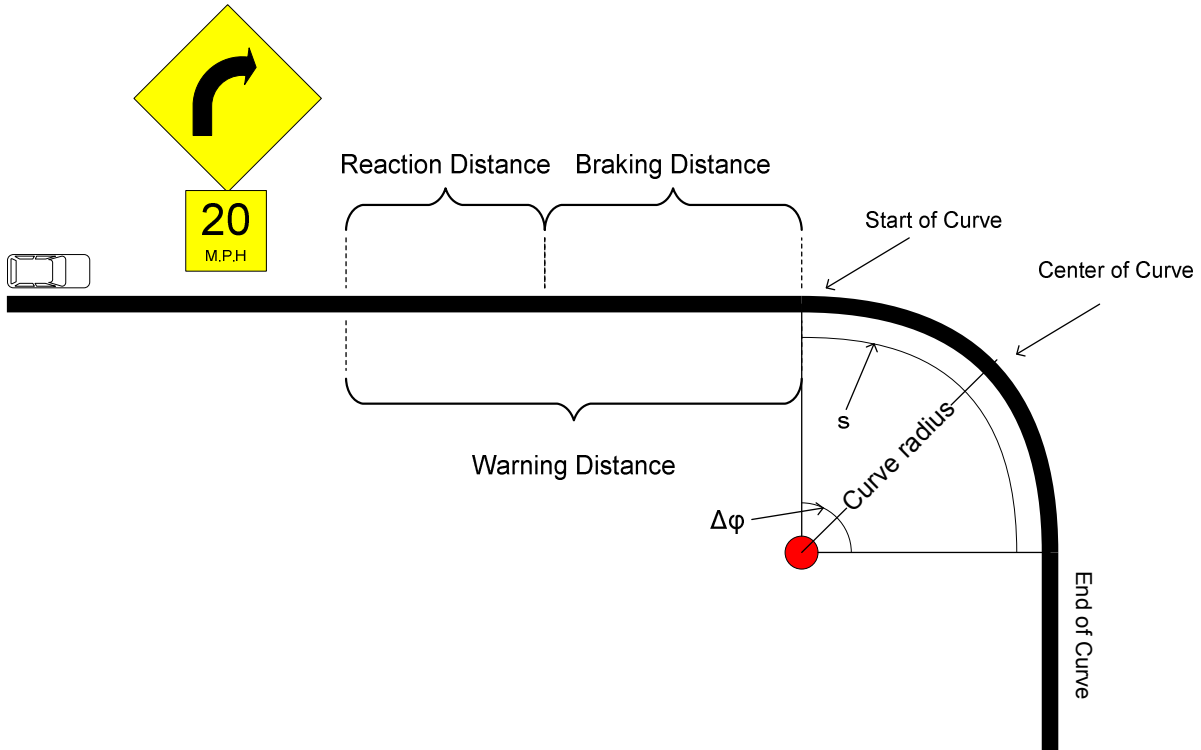 20
M.P.H
Reaction Distance
Braking Distance
Start of Curve
Center of Curve
s
Curve radius
Warning Distance
Δφ
End of Curve